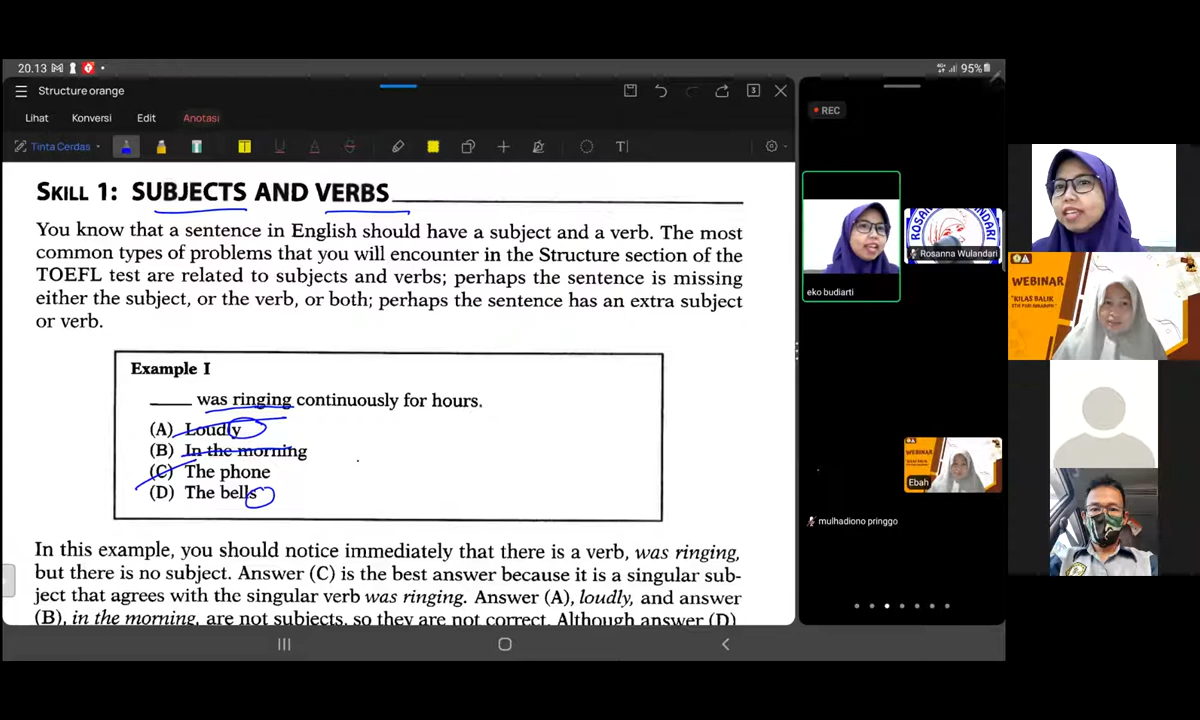 20.13
95%
Structure orange
3
Lihat Konversi Edit Anotasi
Tinta Cerdas
SKILL 1: SUBJECTS AND VERBS
You know that a sentence in English should have a subject and a verb. The most
common types of problems that you will encounter in the Structure section of the
TOEFL test are related to subjects and verbs; perhaps the sentence is missing
either the subject, or the verb, or both; perhaps the sentence has an extra subject
or verb.
Example I
_____ was ringing continuously for hours.
(A) Loudly
(B) In the morning
(C) The phone
(D) The bells
In this example, you should notice immediately that there is a verb, was ringing,
but there is no subject. Answer (C) is the best answer because it is a singular sub-
ject that agrees with the singular verb was ringing. Answer (A), loudly, and answer
(B), in the morning, are not subjects, so they are not correct. Although answer (D)
REC
eko budiarti
Rosanna Wulandari
WEBINAR
Ebah
mulhadiono pringgo
WEBINAR
"KILAS BALIK